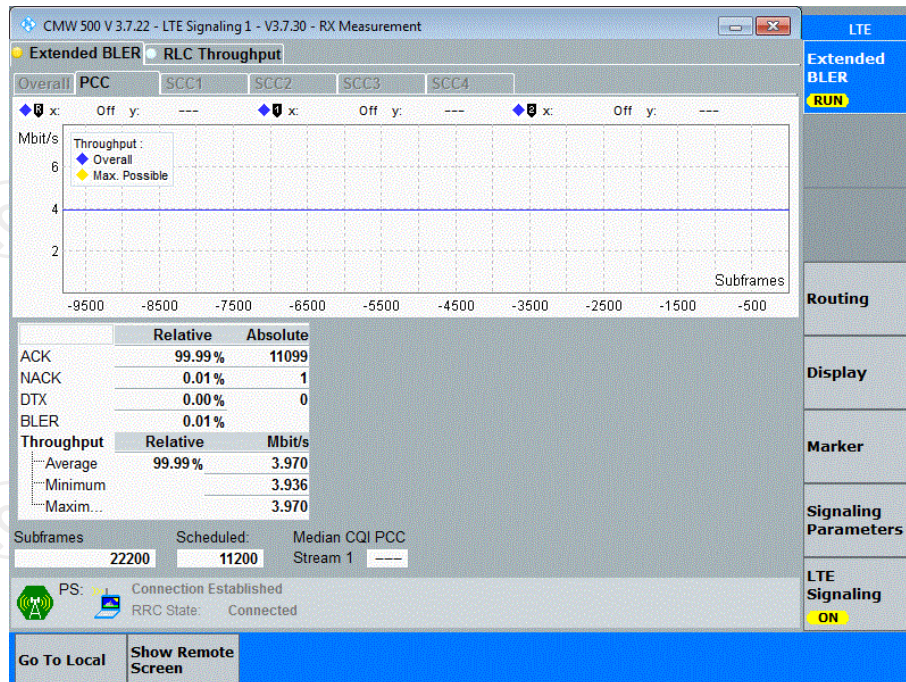 CMW 500 V 3.7.22 - LTE Signaling 1 - V3.7.30 - RX Measurement
LTE
Extended BLER RLC Throughput
Extended
BLER
RUN
Overall PCC SCC1 SCC2 SCC3 SCC4
x: Off y: --- x: Off y: --- x: Off y: ---
Mbit/s
Throughput :
Overall
Max. Possible
6
4
2
Subframes
-9500 -8500 -7500 -6500 -5500 -4500 -3500 -2500 -1500 -500
Routing
Relative Absolute
ACK 99.99 % 11099
NACK 0.01 % 1
DTX 0.00 % 0
BLER 0.01 %
Display
Throughput Relative Mbit/s
Average 99.99 % 3.970
Minimum 3.936
Maxim... 3.970
Marker
Signaling
Parameters
Subframes Scheduled: Median CQI PCC
22200 11200 Stream 1 ---
PS: Connection Established
RRC State: Connected
LTE
Signaling
ON
Go To Local
Show Remote
Screen